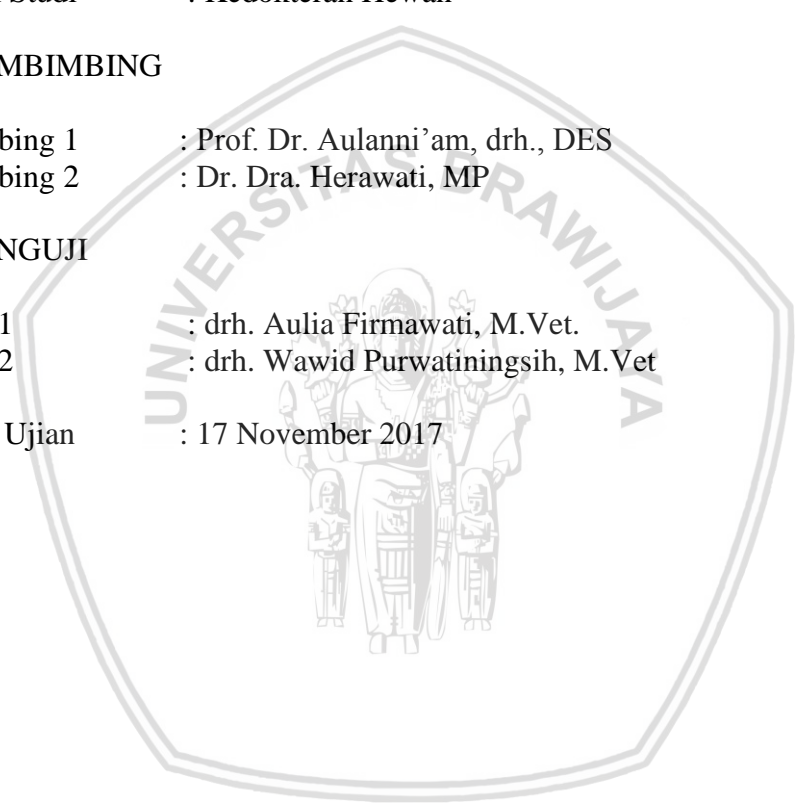 Studi : Kedokteran Hewan
MBIMBING
bing 1 : Prof. Dr. Aulanni’am, drh., DES
bing 2 : Dr. Dra. Herawati, MP
NGUJI
1 : drh. Aulia Firmawati, M.Vet.
2 : drh. Wawid Purwatiningsih, M.Vet
Ujian : 17 November 2017
UNIVERSITAS BRAWIJAYA